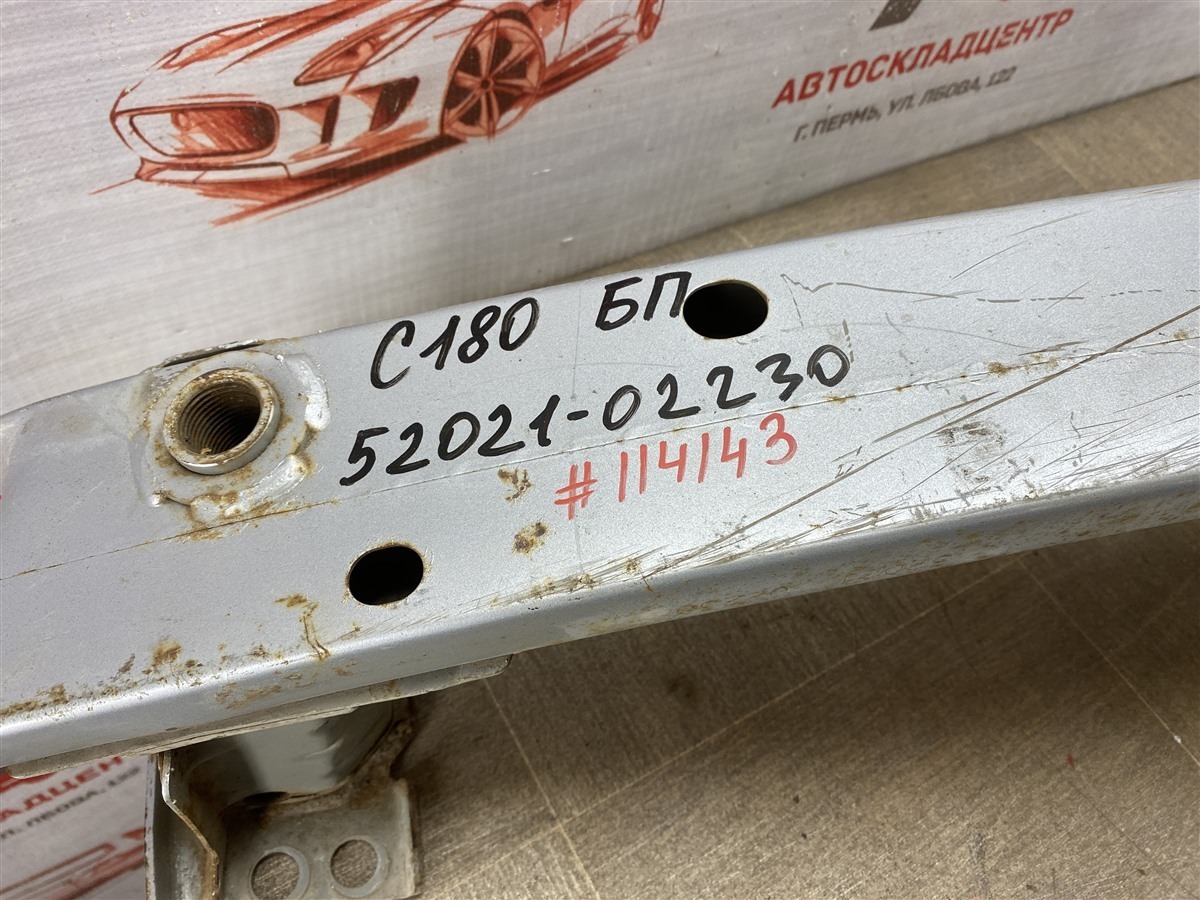 АВТОСКЛАДЦЕНТР
Г. ПЕРМЬ, УЛ. ЛБОВА, 122
С180 БП
52021-02230
#114143